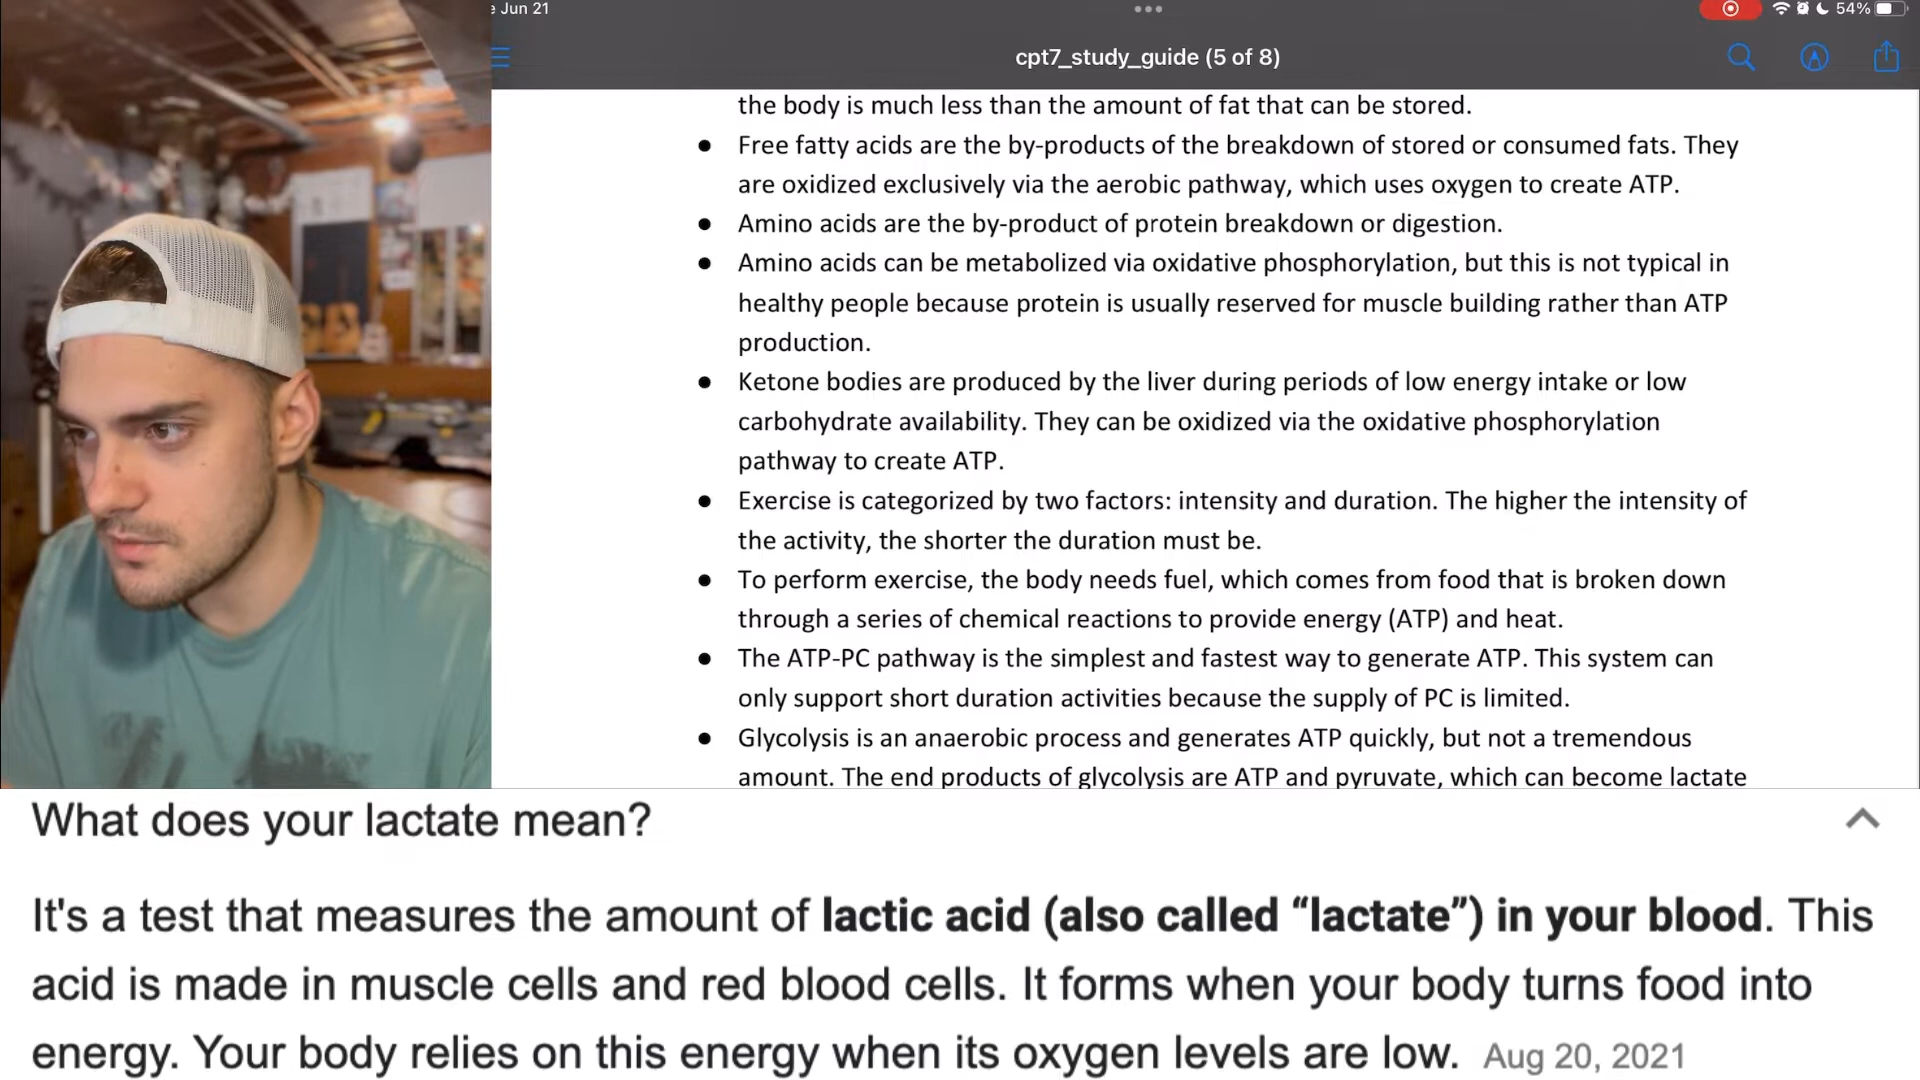 e Jun 21
54%
cpt7_study_guide (5 of 8)
the body is much less than the amount of fat that can be stored.
● Free fatty acids are the by-products of the breakdown of stored or consumed fats. They
are oxidized exclusively via the aerobic pathway, which uses oxygen to create ATP.
● Amino acids are the by-product of protein breakdown or digestion.
● Amino acids can be metabolized via oxidative phosphorylation, but this is not typical in
healthy people because protein is usually reserved for muscle building rather than ATP
production.
● Ketone bodies are produced by the liver during periods of low energy intake or low
carbohydrate availability. They can be oxidized via the oxidative phosphorylation
pathway to create ATP.
● Exercise is categorized by two factors: intensity and duration. The higher the intensity of
the activity, the shorter the duration must be.
● To perform exercise, the body needs fuel, which comes from food that is broken down
through a series of chemical reactions to provide energy (ATP) and heat.
● The ATP-PC pathway is the simplest and fastest way to generate ATP. This system can
only support short duration activities because the supply of PC is limited.
● Glycolysis is an anaerobic process and generates ATP quickly, but not a tremendous
amount. The end products of glycolysis are ATP and pyruvate, which can become lactate
What does your lactate mean?
It's a test that measures the amount of lactic acid (also called “lactate”) in your blood. This
acid is made in muscle cells and red blood cells. It forms when your body turns food into
energy. Your body relies on this energy when its oxygen levels are low. Aug 20, 2021